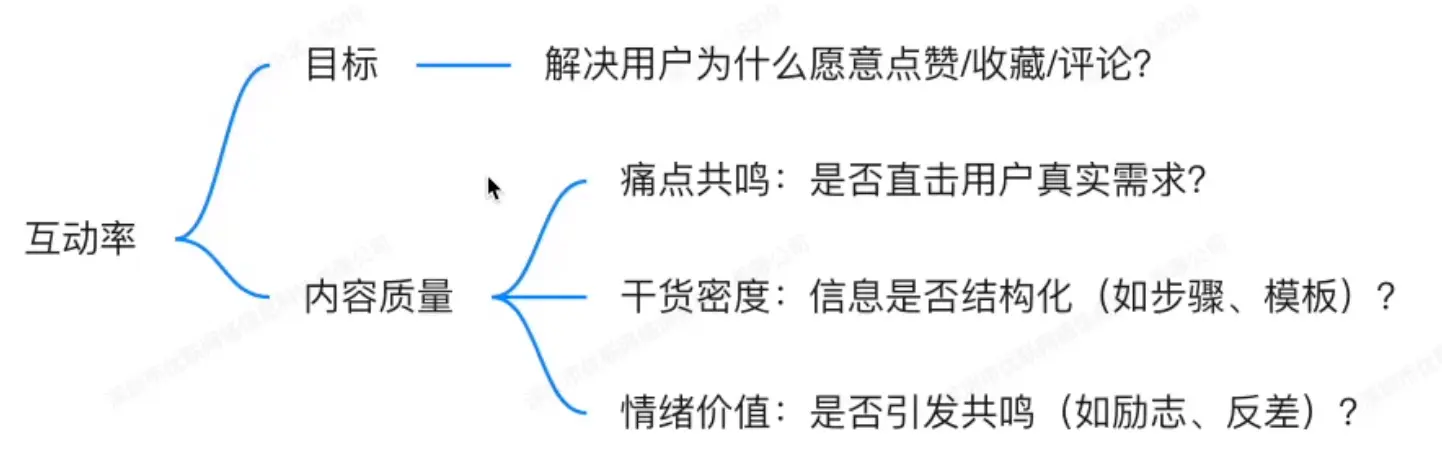 目标
解决用户为什么愿意点赞/收藏/评论?
痛点共鸣：是否直击用户真实需求?
互动率
内容质量
干货密度：信息是否结构化（如步骤、模板）?
情绪价值：是否引发共鸣（如励志、反差）?